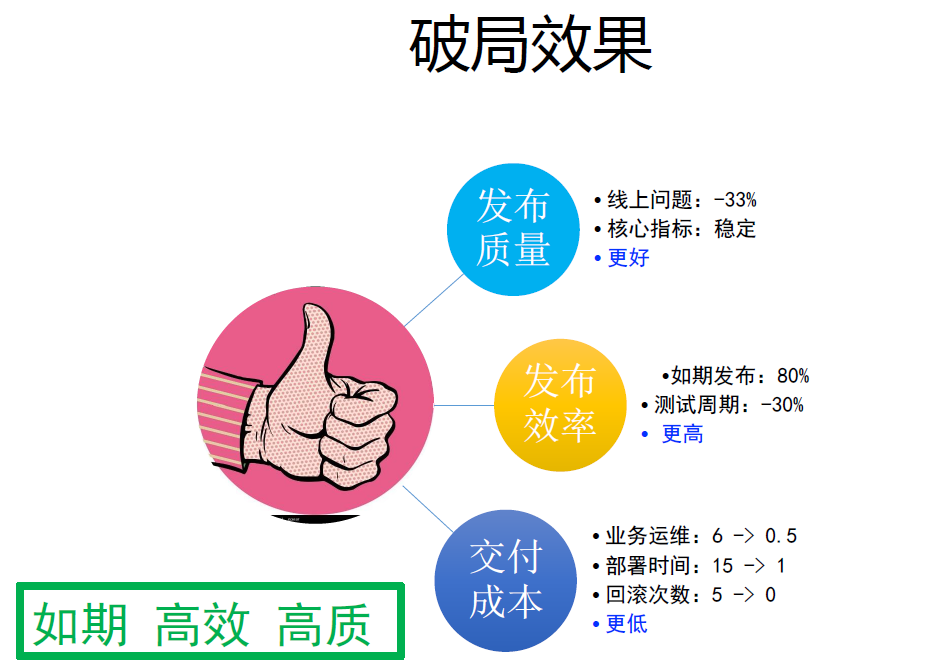 破局效果
发布
质量
• 线上问题：-33%
• 核心指标：稳定
• 更好
发布
效率
•如期发布：80%
• 测试周期：-30%
• 更高
交付
成本
• 业务运维：6 -> 0.5
• 部署时间：15 -> 1
• 回滚次数：5 -> 0
• 更低
如期 高效 高质